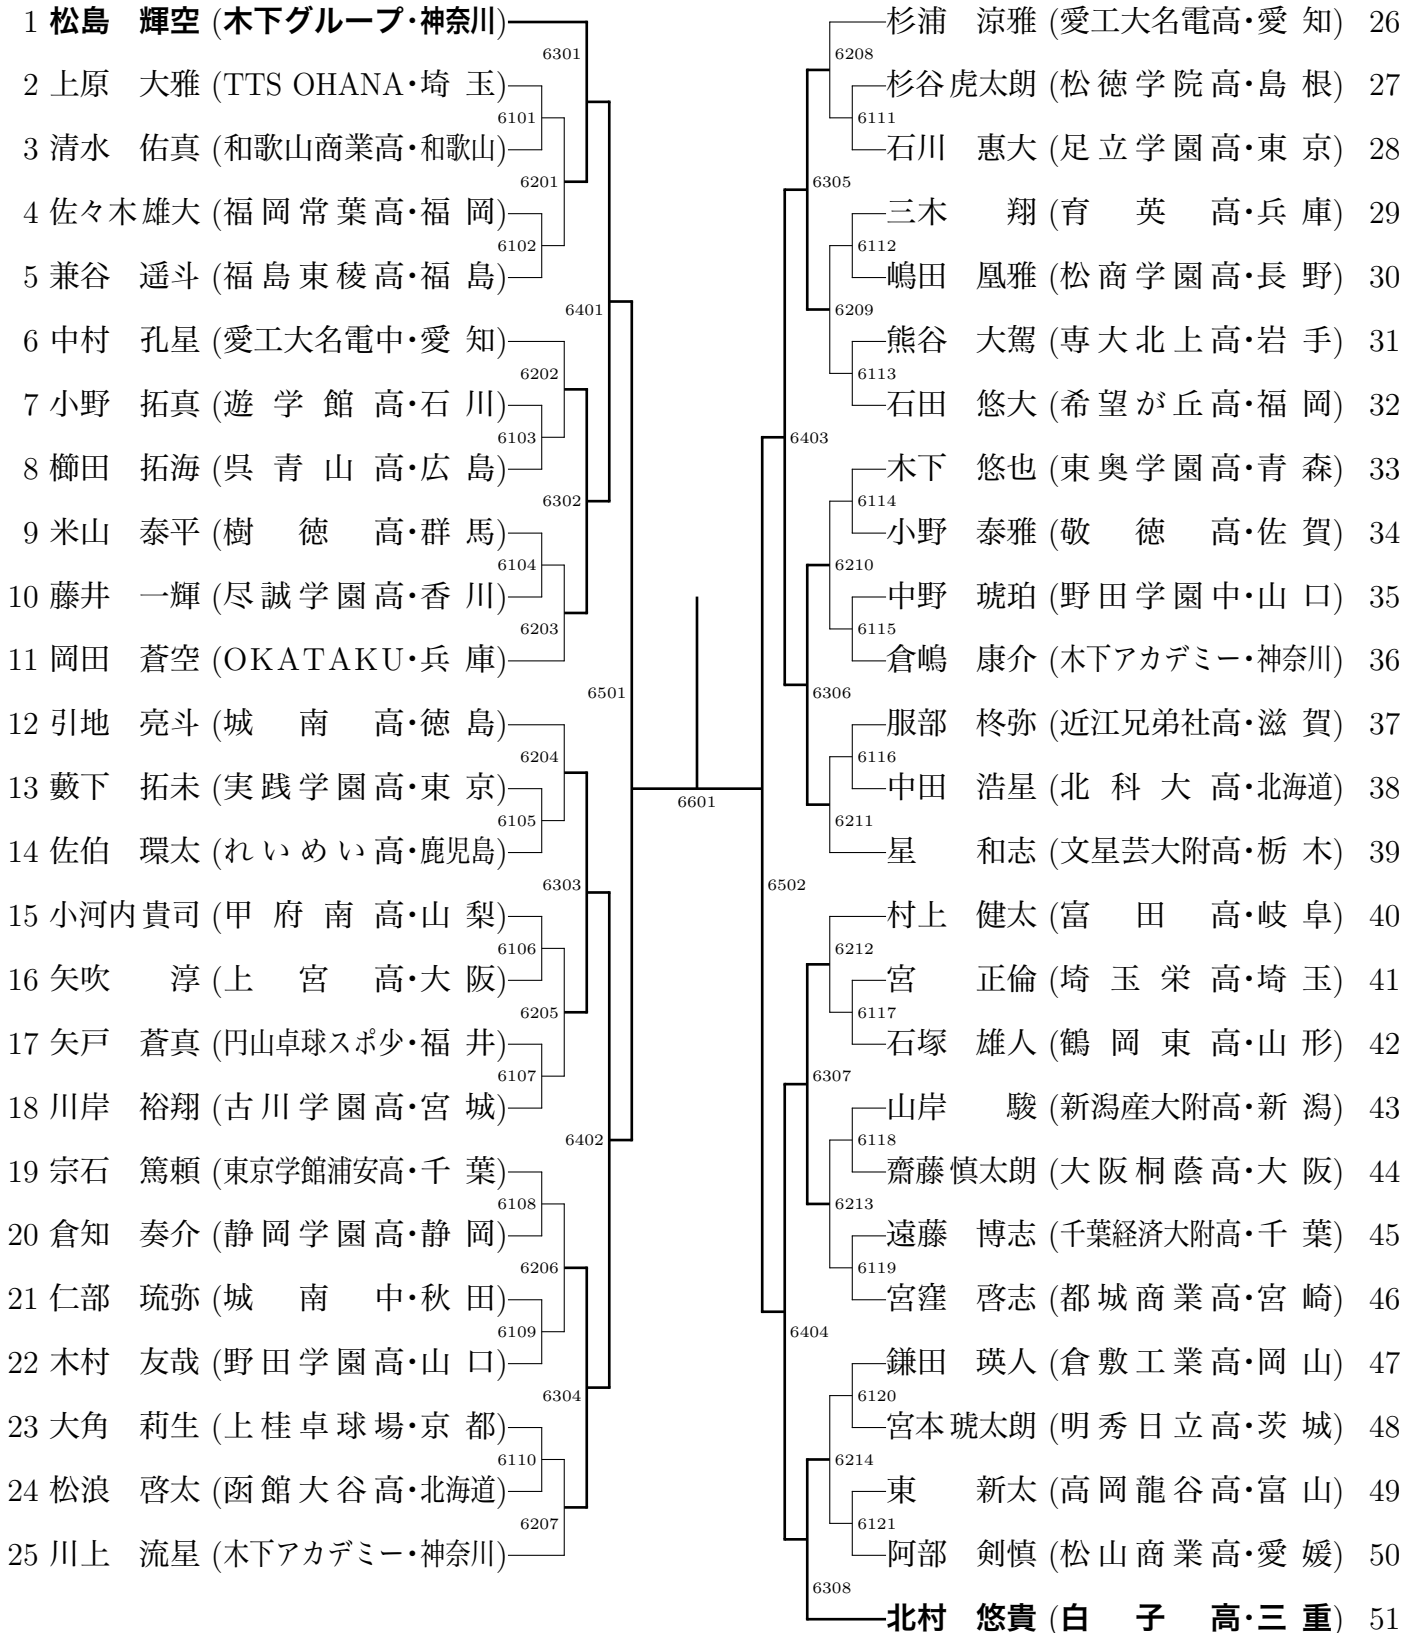 1 松島 輝空 (木下グループ・神奈川)
6301
2 上原 大雅 (TTS OHANA・埼玉)
6101
3 清水 佑真 (和歌山商業高・和歌山)
6201
4 佐々木雄大 (福岡常葉高・福岡)
6102
5 兼谷 遥斗 (福島東稜高・福島)
6401
6 中村 孔星 (愛工大名電中・愛知)
6202
7 小野 拓真 (遊学館高・石川)
6103
8 櫛田 拓海 (呉青山高・広島)
6302
9 米山 泰平 (樹徳高・群馬)
6104
10 藤井 一輝 (尽誠学園高・香川)
6203
11 岡田 蒼空 (OKATAKU・兵庫)
6501
12 引地 亮斗 (城南高・徳島)
6204
13 藪下 拓未 (実践学園高・東京)
6105
14 佐伯 環太 (れいめい高・鹿児島)
6303
15 小河内貴司 (甲府南高・山梨)
6106
16 矢吹 淳 (上宮高・大阪)
6205
17 矢戸 蒼真 (円山卓球スポ少・福井)
6107
18 川岸 裕翔 (古川学園高・宮城)
6402
19 宗石 篤頼 (東京学館浦安高・千葉)
6108
20 倉知 奏介 (静岡学園高・静岡)
6206
21 仁部 琉弥 (城南中・秋田)
6109
22 木村 友哉 (野田学園高・山口)
6304
23 大角 莉生 (上桂卓球場・京都)
6110
24 松浪 啓太 (函館大谷高・北海道)
6207
25 川上 流星 (木下アカデミー・神奈川)
6601
杉浦 涼雅 (愛工大名電高・愛知) 26
6208
杉谷虎太朗 (松徳学院高・島根) 27
6111
石川 惠大 (足立学園高・東京) 28
6305
三木 翔 (育英高・兵庫) 29
6112
嶋田 凰雅 (松商学園高・長野) 30
6209
熊谷 大駕 (専大北上高・岩手) 31
6113
石田 悠大 (希望が丘高・福岡) 32
6403
木下 悠也 (東奥学園高・青森) 33
6114
小野 泰雅 (敬徳高・佐賀) 34
6210
中野 琥珀 (野田学園中・山口) 35
6115
倉嶋 康介 (木下アカデミー・神奈川) 36
6306
服部 柊弥 (近江兄弟社高・滋賀) 37
6116
中田 浩星 (北科大高・北海道) 38
6211
星 和志 (文星芸大附高・栃木) 39
6502
村上 健太 (富田高・岐阜) 40
6212
宮 正倫 (埼玉栄高・埼玉) 41
6117
石塚 雄人 (鶴岡東高・山形) 42
6307
山岸 駿 (新潟産大附高・新潟) 43
6118
齋藤慎太朗 (大阪桐蔭高・大阪) 44
6213
遠藤 博志 (千葉経済大附高・千葉) 45
6119
宮窪 啓志 (都城商業高・宮崎) 46
6404
鎌田 瑛人 (倉敷工業高・岡山) 47
6120
宮本琥太朗 (明秀日立高・茨城) 48
6214
東 新太 (高岡龍谷高・富山) 49
6121
阿部 剣慎 (松山商業高・愛媛) 50
6308
北村 悠貴 (白子高・三重) 51